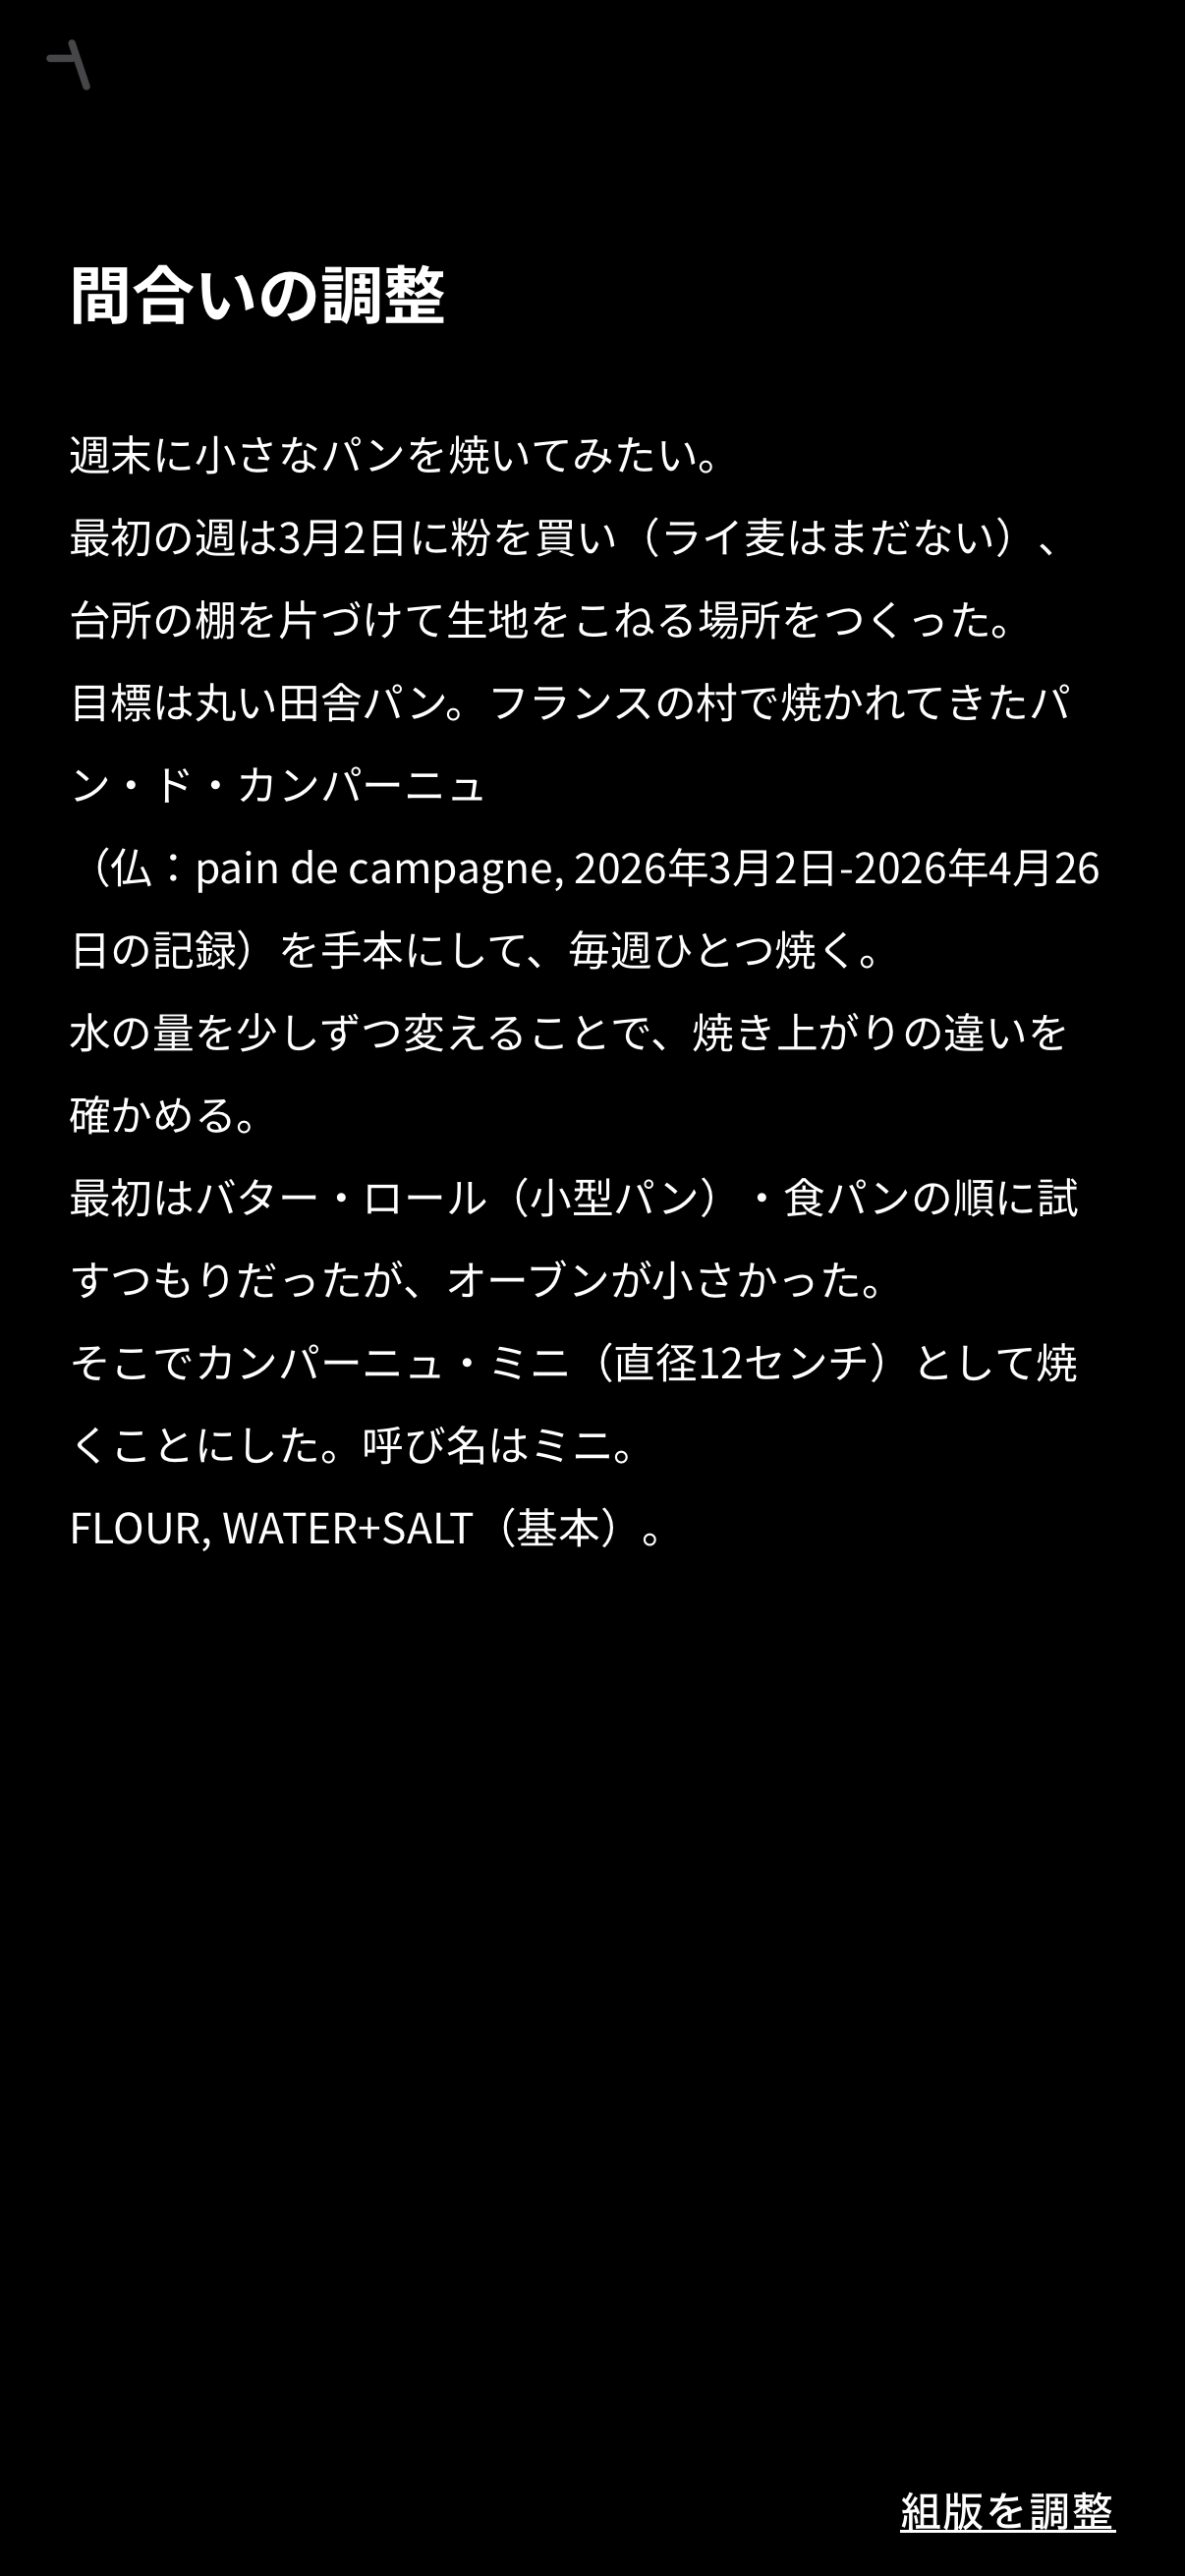 間合いの調整
週末に小さなパンを焼いてみたい。
最初の週は3月2日に粉を買い（ライ麦はまだない）、
台所の棚を片づけて生地をこねる場所をつくった。
目標は丸い田舎パン。フランスの村で焼かれてきたパ
ン・ド・カンパーニュ
（仏：pain de campagne, 2026年3月2日-2026年4月26
日の記録）を手本にして、毎週ひとつ焼く。
水の量を少しずつ変えることで、焼き上がりの違いを
確かめる。
最初はバター・ロール（小型パン）・食パンの順に試
すつもりだったが、オーブンが小さかった。
そこでカンパーニュ・ミニ（直径12センチ）として焼
くことにした。呼び名はミニ。
FLOUR, WATER+SALT（基本）。
組版を調整